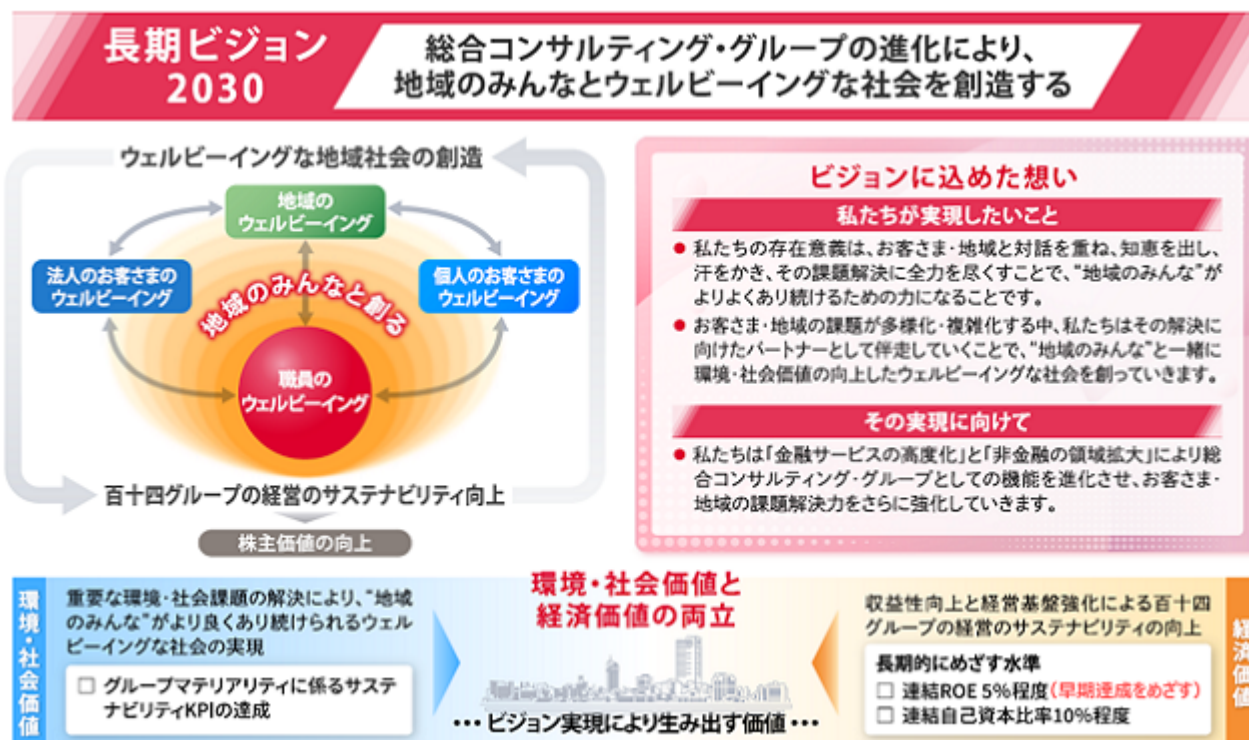 長期ビジョン
2030
総合コンサルティング・グループの進化により、
地域のみんなとウェルビーイングな社会を創造する
ウェルビーイングな地域社会の創造
地域の
ウェルビーイング
法人のお客さまの
ウェルビーイング
個人のお客さまの
ウェルビーイング
地域のみんなと創る
職員の
ウェルビーイング
百十四グループの経営のサステナビリティ向上
株主価値の向上
ビジョンに込めた想い
私たちが実現したいこと
● 私たちの存在意義は、お客さま・地域と対話を重ね、知恵を出し、
汗をかき、その課題解決に全力を尽くすことで、“地域のみんな”が
よりよくあり続けるための力になることです。
● お客さま・地域の課題が多様化・複雑化する中、私たちはその解決に
向けたパートナーとして伴走していくことで、“地域のみんな”と一緒に
環境・社会価値の向上したウェルビーイングな社会を創っていきます。
その実現に向けて
● 私たちは「金融サービスの高度化」と「非金融の領域拡大」により総
合コンサルティング・グループとしての機能を進化させ、お客さま・
地域の課題解決力をさらに強化していきます。
環境・社会価値
重要な環境・社会課題の解決により、“地域
のみんな”がより良くあり続けられるウェル
ビーイングな社会の実現
□ グループマテリアリティに係るサステ
ナビリティKPIの達成
環境・社会価値と
経済価値の両立
••• ビジョン実現により生み出す価値 •••
収益性向上と経営基盤強化による百十四
グループの経営のサステナビリティの向上
長期的にめざす水準
□ 連結ROE 5%程度(早期達成をめざす)
□ 連結自己資本比率10%程度
経済価値